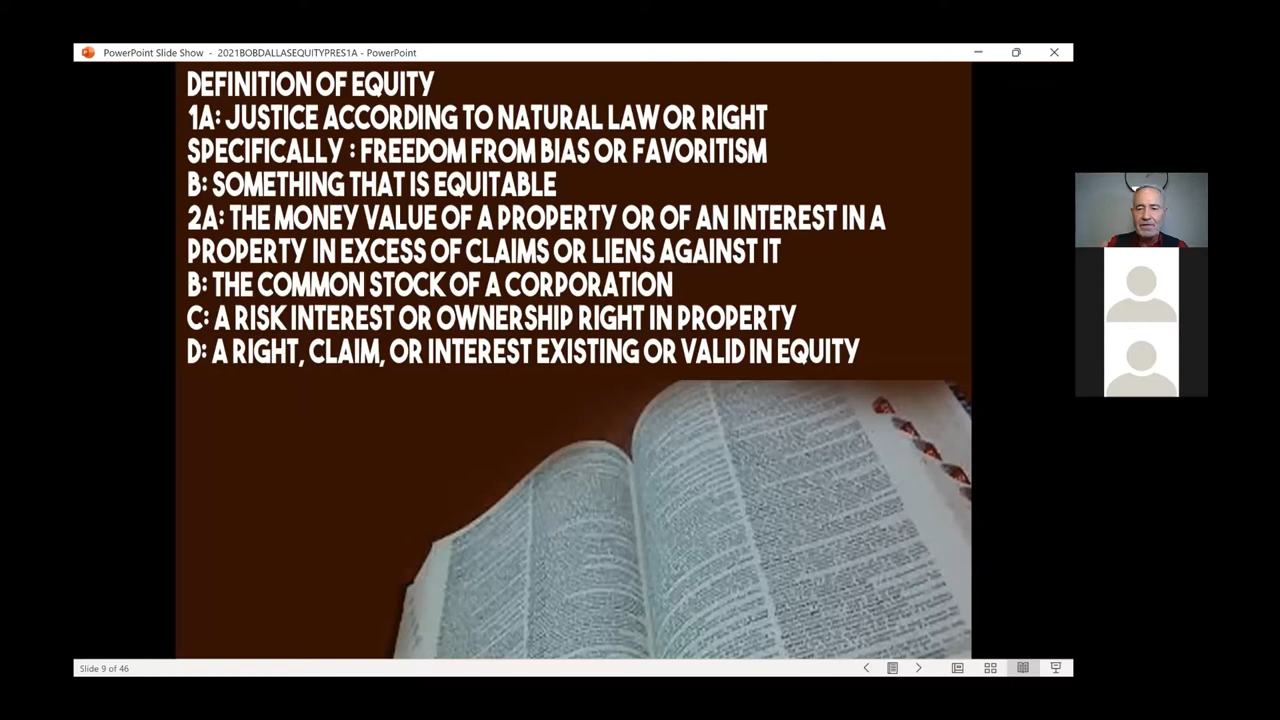 PowerPoint Slide Show - 2021BOBDALLASEQUITYPRES1A - PowerPoint
DEFINITION OF EQUITY
1A: JUSTICE ACCORDING TO NATURAL LAW OR RIGHT
SPECIFICALLY : FREEDOM FROM BIAS OR FAVORITISM
B: SOMETHING THAT IS EQUITABLE
2A: THE MONEY VALUE OF A PROPERTY OR OF AN INTEREST IN A
PROPERTY IN EXCESS OF CLAIMS OR LIENS AGAINST IT
B: THE COMMON STOCK OF A CORPORATION
C: A RISK INTEREST OR OWNERSHIP RIGHT IN PROPERTY
D: A RIGHT, CLAIM, OR INTEREST EXISTING OR VALID IN EQUITY
Slide 9 of 46